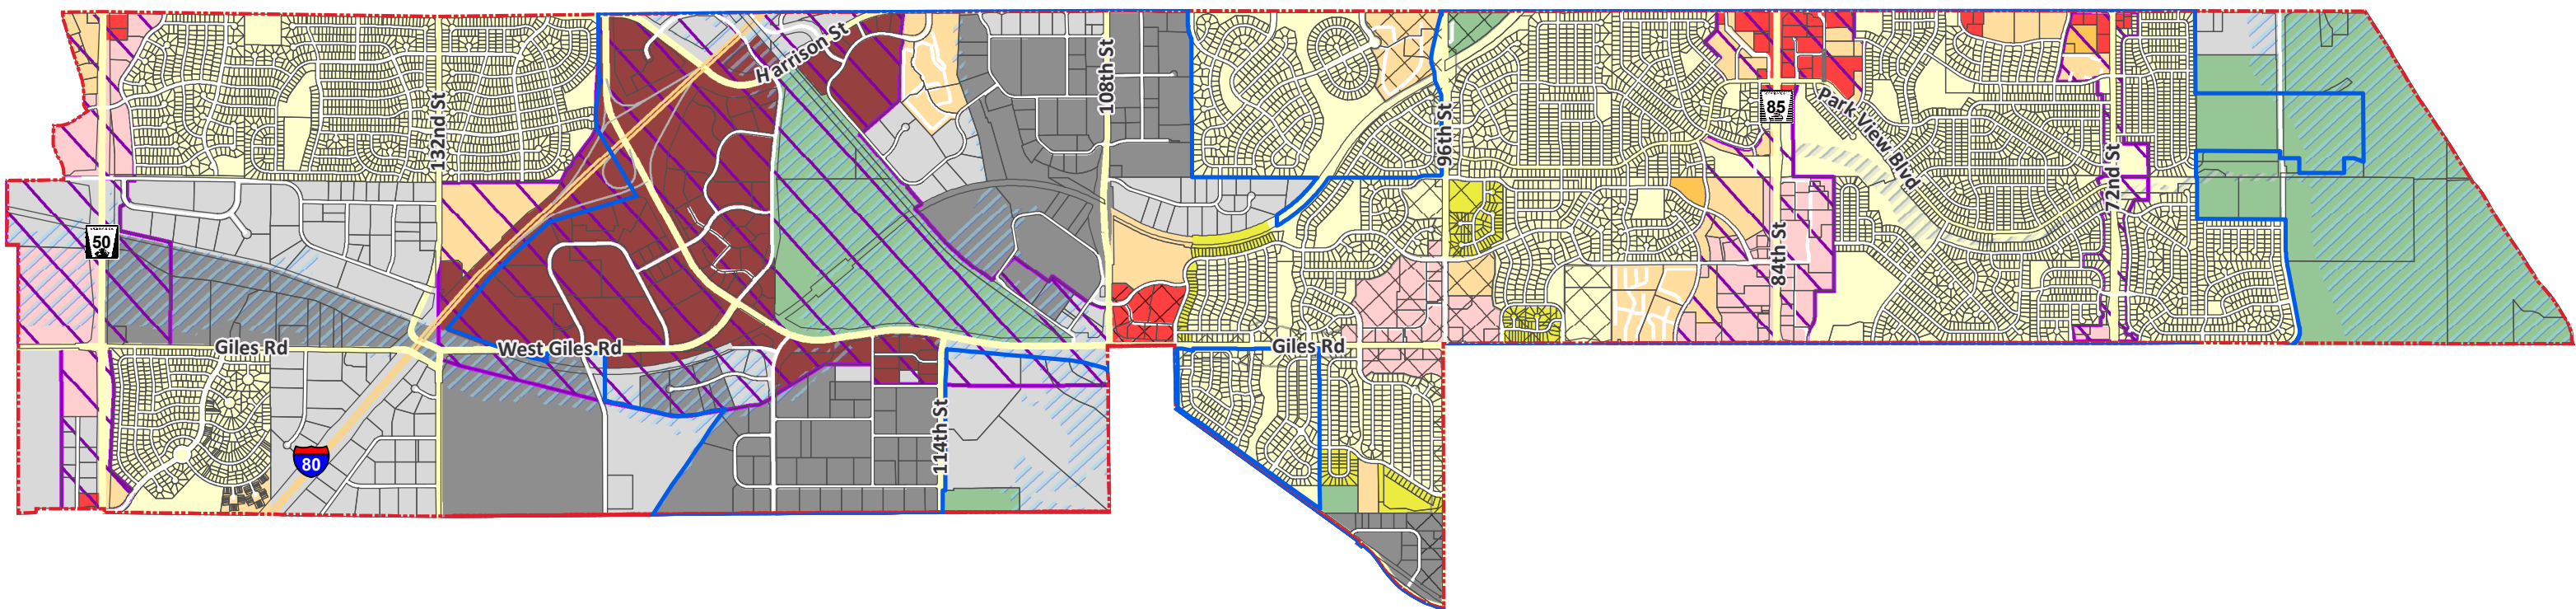 Harrison St
108th St
132nd St
96th St
85
Park View Blvd
72nd St
50
84th St
Giles Rd
West Giles Rd
Giles Rd
114th St
80